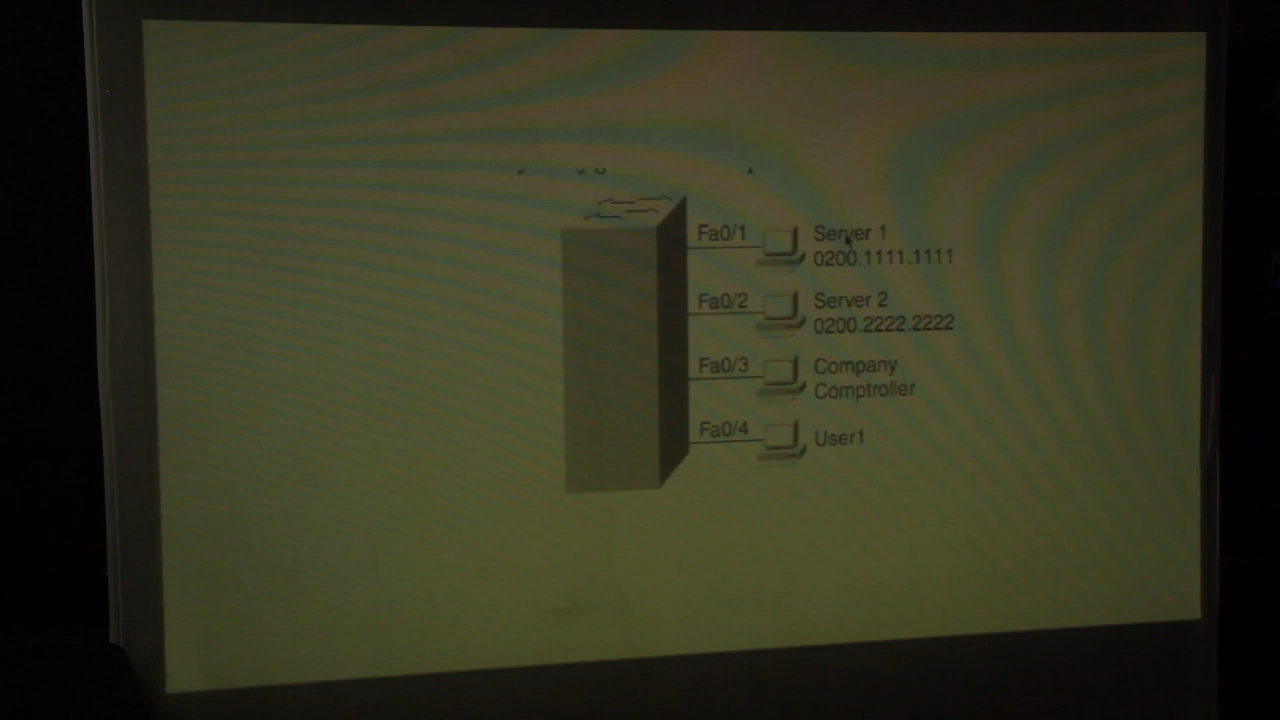 Fa0/1
Server 1
0200.1111.1111
Fa0/2
Server 2
0200.2222.2222
Fa0/3
Company
Comptroller
Fa0/4
User1